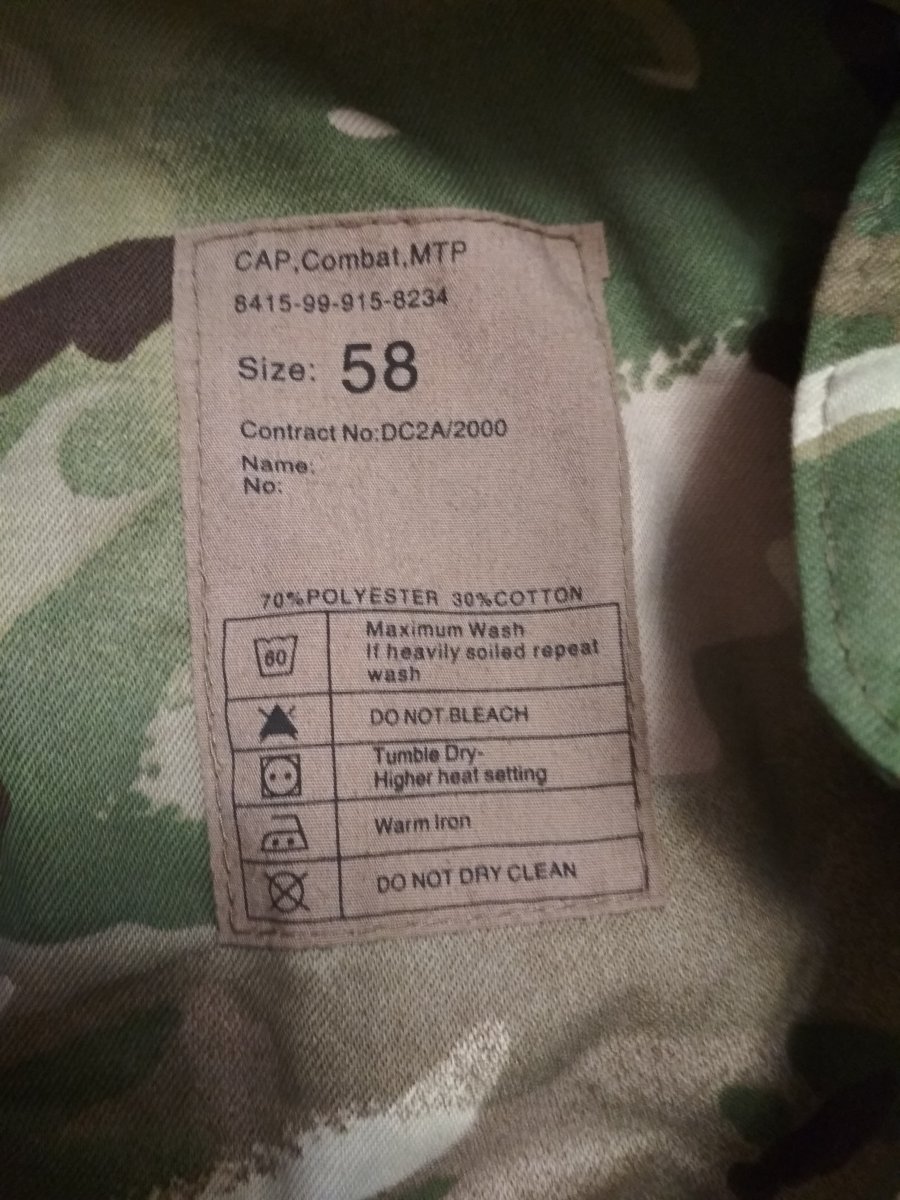 CAP,Combat,MTP
8415-99-915-8234
Size: 58
Contract No:DC2A/2000
Name:
No:
70%POLYESTER 30%COTTON
60
Maximum Wash
If heavily soiled repeat
wash
DO NOT BLEACH
Tumble Dry-
Higher heat setting
Warm Iron
DO NOT DRY CLEAN